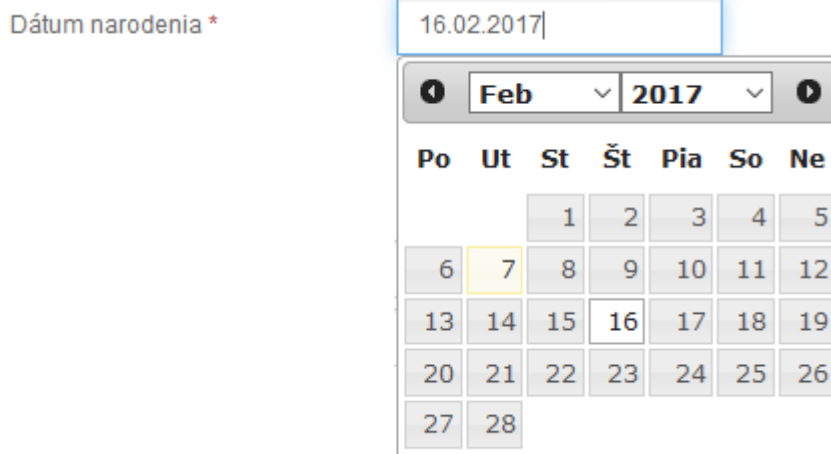 Dátum narodenia *
16.02.2017
Feb 2017
Po Ut St Št Pia So Ne
1 2 3 4 5
6 7 8 9 10 11 12
13 14 15 16 17 18 19
20 21 22 23 24 25 26
27 28